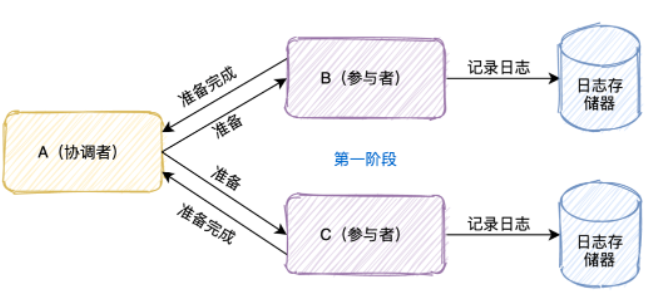 准备完成
B（参与者）
记录日志
日志存
储器
准备
A（协调者）
第一阶段
准备
准备完成
C（参与者）
记录日志
日志存
储器